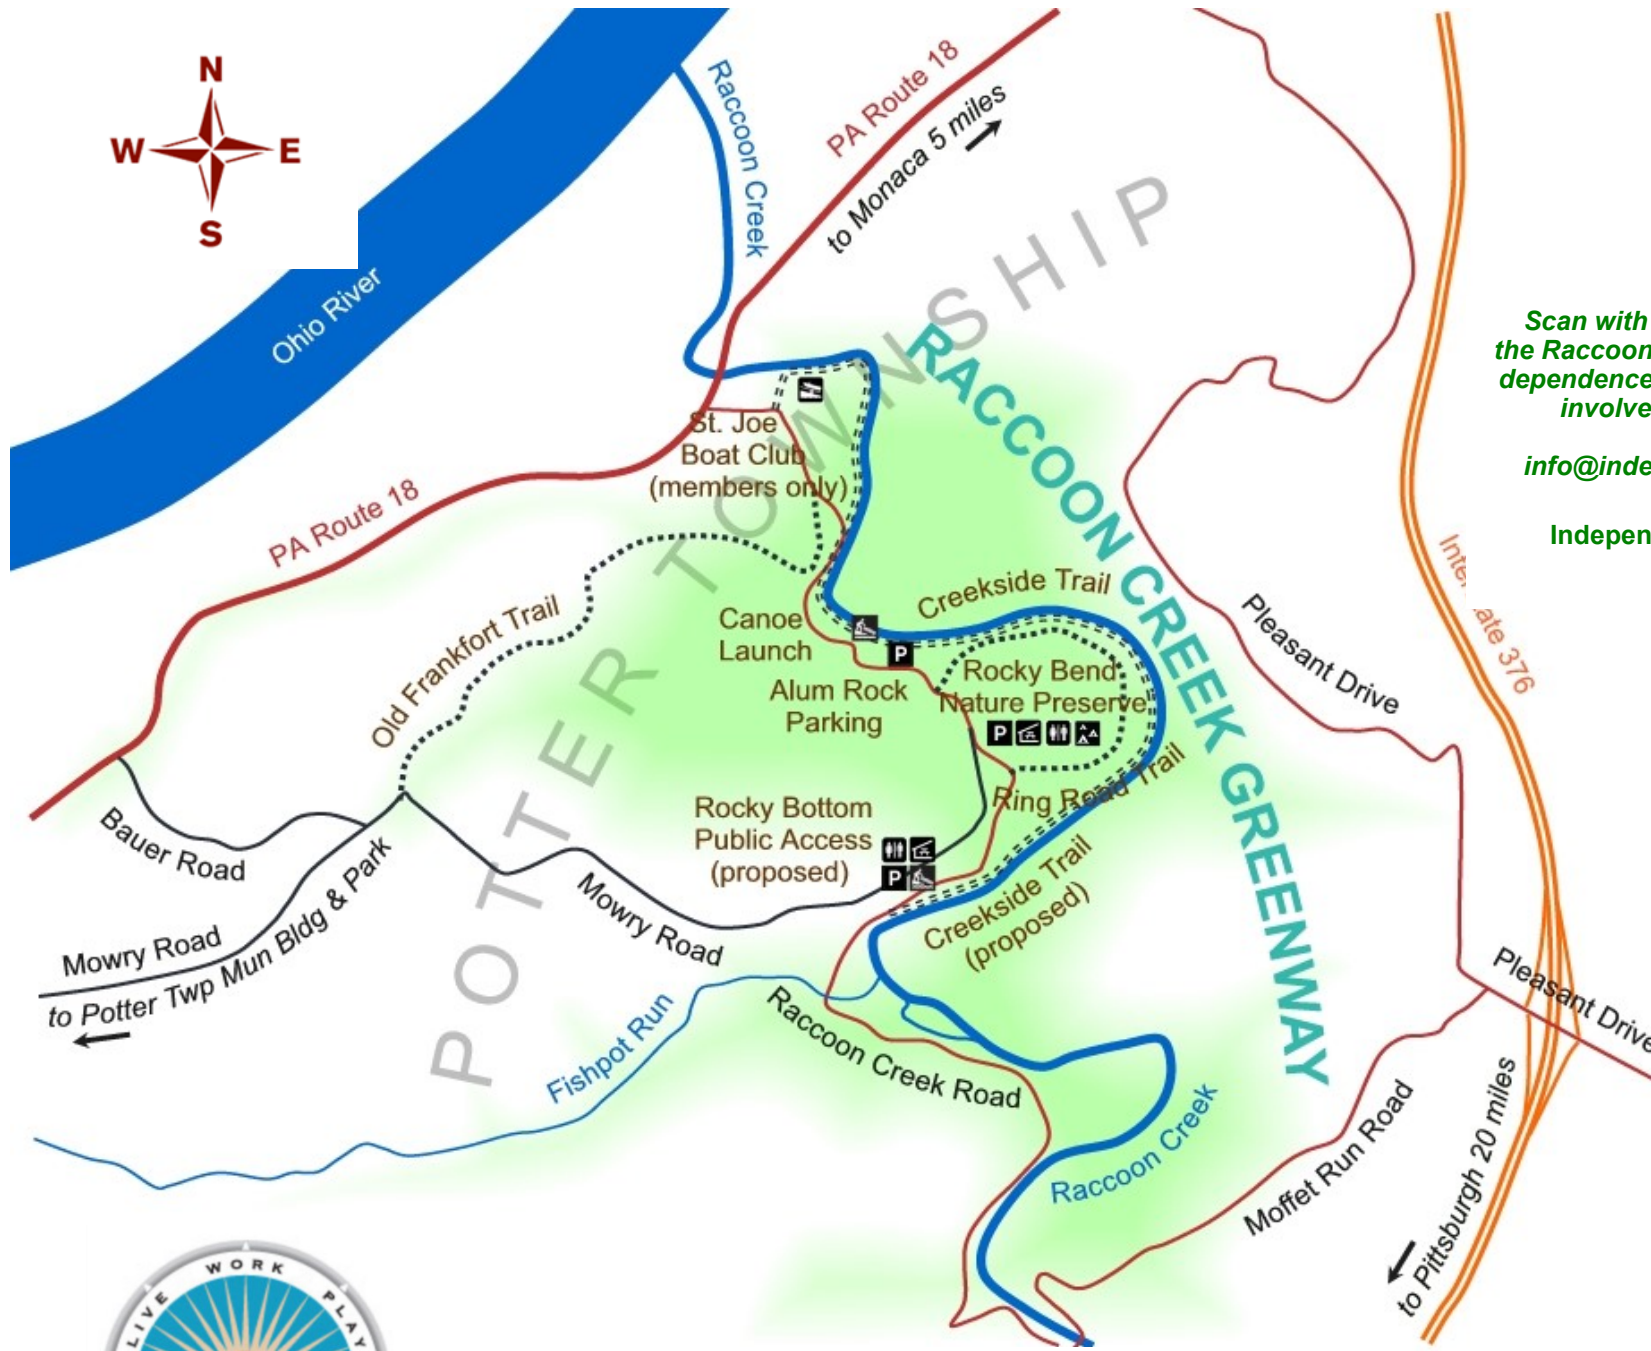 N
W E
S
Ohio River
Raccoon Creek
PA Route 18
to Monaca 5 miles
POTTER TOWNSHIP
RACCOON CREEK GREENWAY
Scan with
the Raccoon
dependence
involve
info@inde
Indepen
St. Joe
Boat Club
(members only)
PA Route 18
Old Frankfort Trail
Canoe
Launch
Creekside Trail
P
Alum Rock
Parking
Rocky Bend
Nature Preserve
P
Ring Road Trail
Pleasant Drive
Rocky Bottom
Public Access
(proposed)
P
Creekside Trail
(proposed)
Bauer Road
Mowry Road
Mowry Road
to Potter Twp Mun Bldg & Park
Fishpot Run
Raccoon Creek Road
Raccoon Creek
Pleasant Drive
Moffet Run Road
to Pittsburgh 20 miles
LIVE WORK PLAY